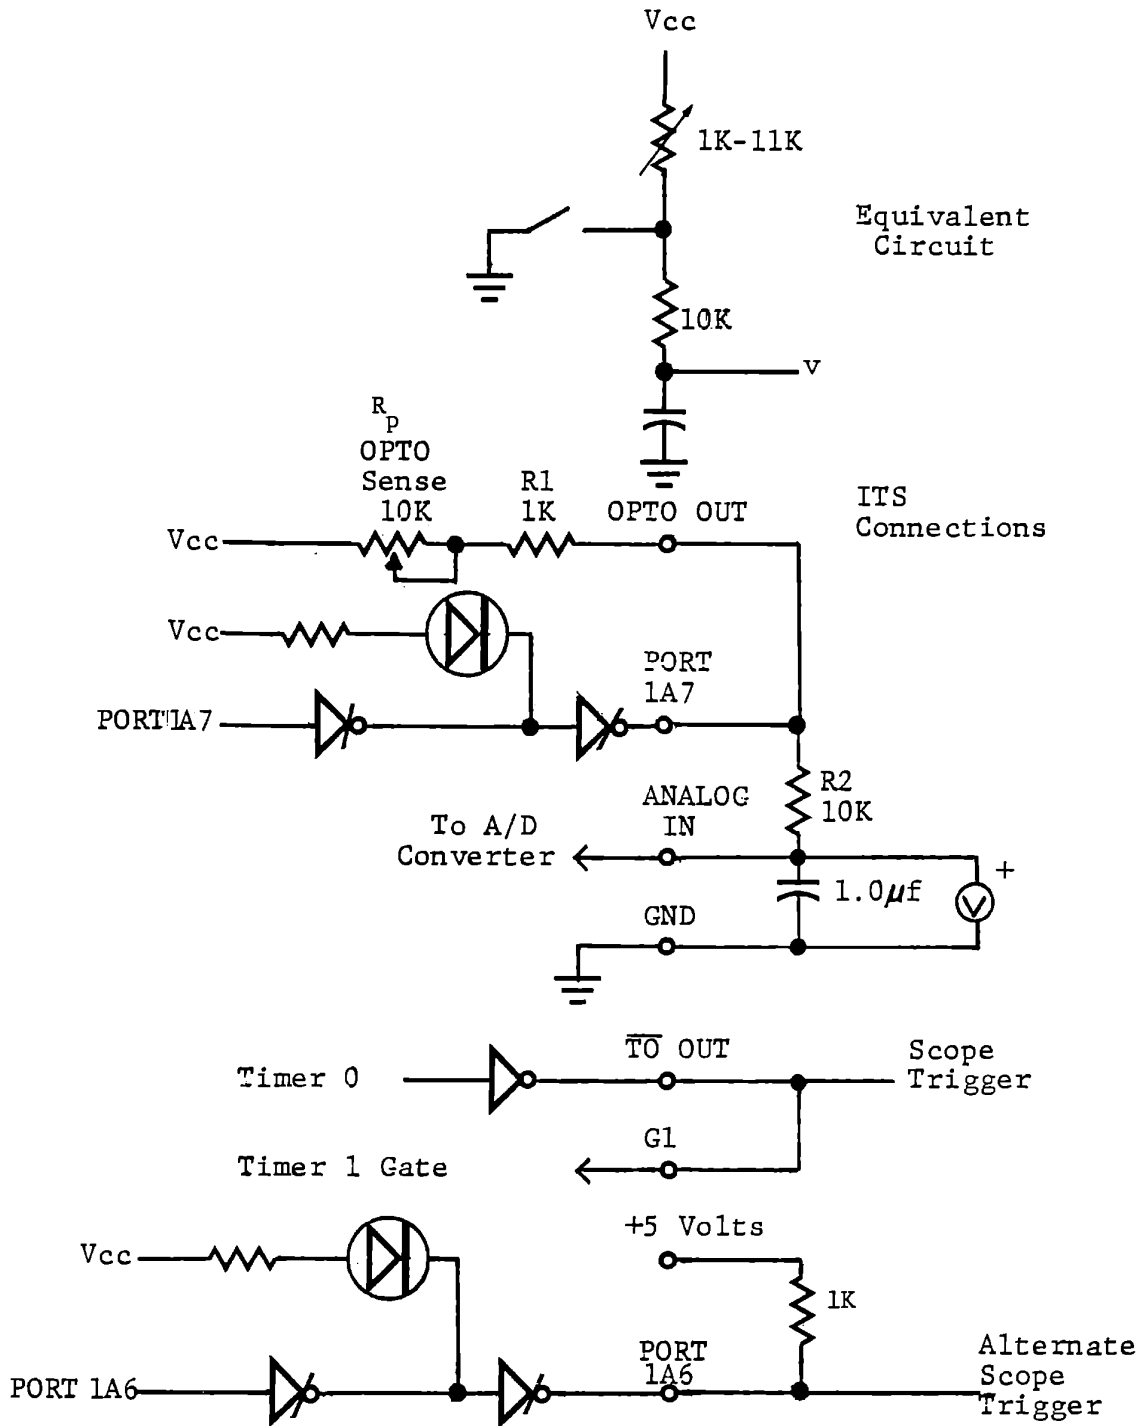 Vcc
1K-11K
Equivalent
Circuit
10K
v
Rp
OPTO
Sense
10K
R1
1K
OPTO OUT
ITS
Connections
Vcc
Vcc
PORT 1A7
PORT
1A7
R2
10K
ANALOG
IN
To A/D
Converter
1.0μf
+
V
GND
Timer 0
T0 OUT
Scope
Trigger
G1
Timer 1 Gate
+5 Volts
Vcc
1K
PORT 1A6
PORT
1A6
Alternate
Scope
Trigger